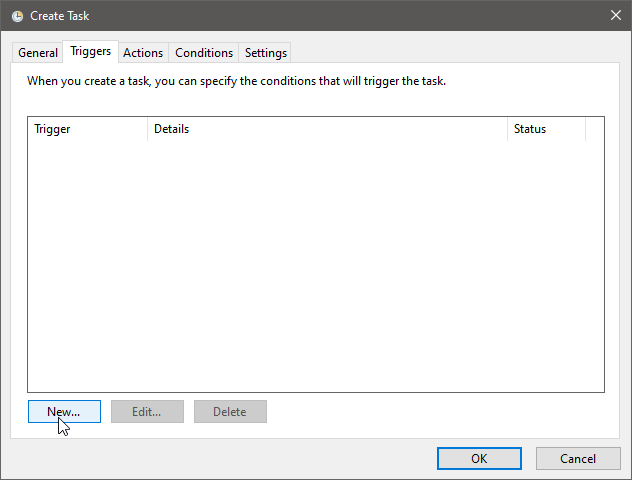 Create Task
General Triggers Actions Conditions Settings
When you create a task, you can specify the conditions that will trigger the task.
Trigger Details Status
New... Edit... Delete
OK Cancel